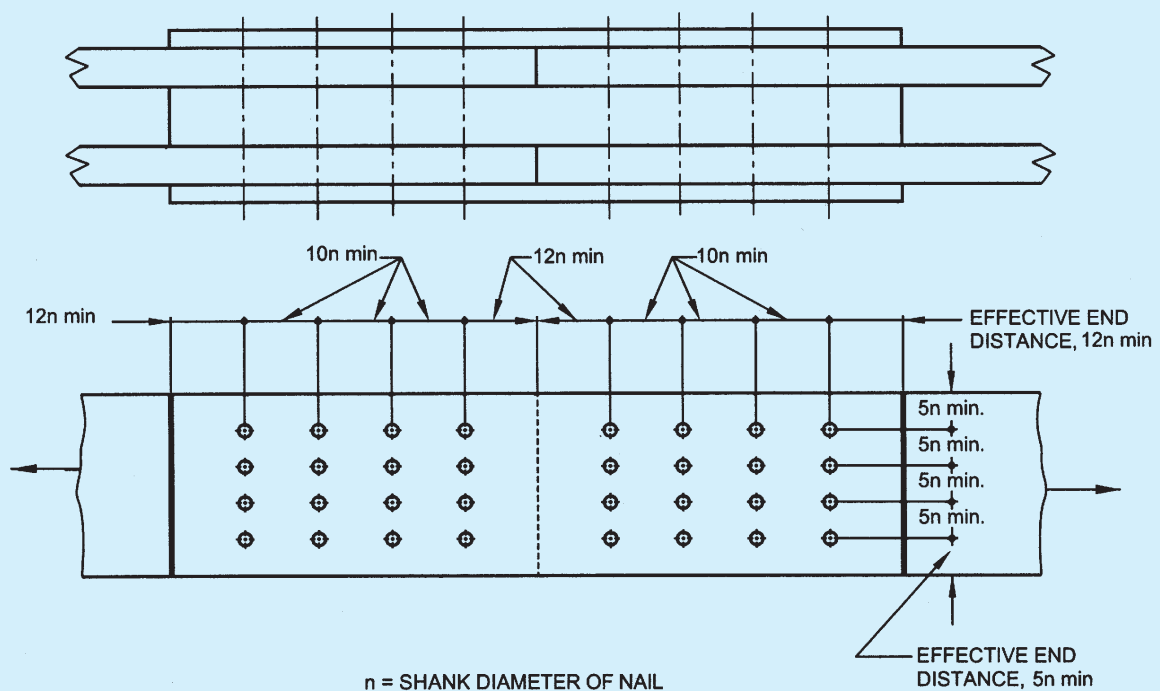 10n min
12n min
10n min
12n min
EFFECTIVE END
DISTANCE, 12n min
5n min.
5n min.
5n min.
5n min.
EFFECTIVE END
DISTANCE, 5n min
n = SHANK DIAMETER OF NAIL